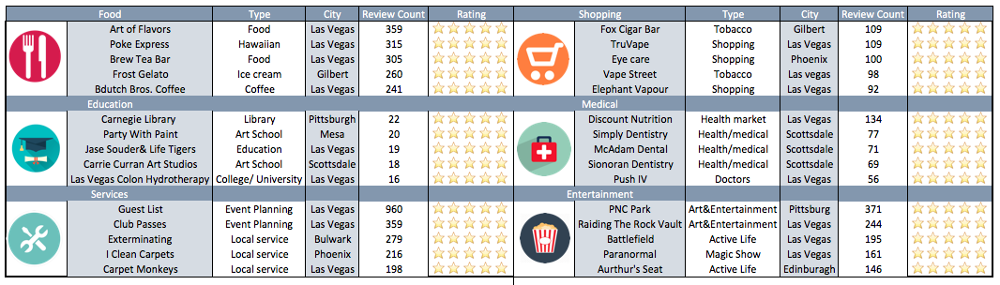 Food Type City Review Count Rating Shopping Type City Review Count Rating
Art of Flavors Food Las Vegas 359 Fox Cigar Bar Tobacco Gilbert 109
Poke Express Hawaiian Las Vegas 315 TruVape Shopping Las Vegas 109
Brew Tea Bar Food Las Vegas 305 Eye care Shopping Phoenix 100
Frost Gelato Ice cream Gilbert 260 Vape Street Tobacco Las vegas 98
Bdutch Bros. Coffee Coffee Las Vegas 241 Elephant Vapour Shopping Las Vegas 92
Education Medical
Carnegie Library Library Pittsburgh 22 Discount Nutrition Health market Las Vegas 134
Party With Paint Art School Mesa 20 Simply Dentistry Health/medical Scottsdale 77
Jase Souder& Life Tigers Education Las Vegas 19 McAdam Dental Health/medical Scottsdale 71
Carrie Curran Art Studios Art School Scottsdale 18 Sionoran Dentistry Health/medical Scottsdale 69
Las Vegas Colon Hydrotherapy College/ University Las Vegas 16 Push IV Doctors Las Vegas 56
Services Entertainment
Guest List Event Planning Las Vegas 960 PNC Park Art&Entertainment Pittsburg 371
Club Passes Event Planning Las Vegas 359 Raiding The Rock Vault Art&Entertainment Las Vegas 244
Exterminating Local service Bulwark 279 Battlefield Active Life Las Vegas 195
I Clean Carpets Local service Phoenix 216 Paranormal Magic Show Las Vegas 161
Carpet Monkeys Local service Las Vegas 198 Aurthur's Seat Active Life Edinburagh 146